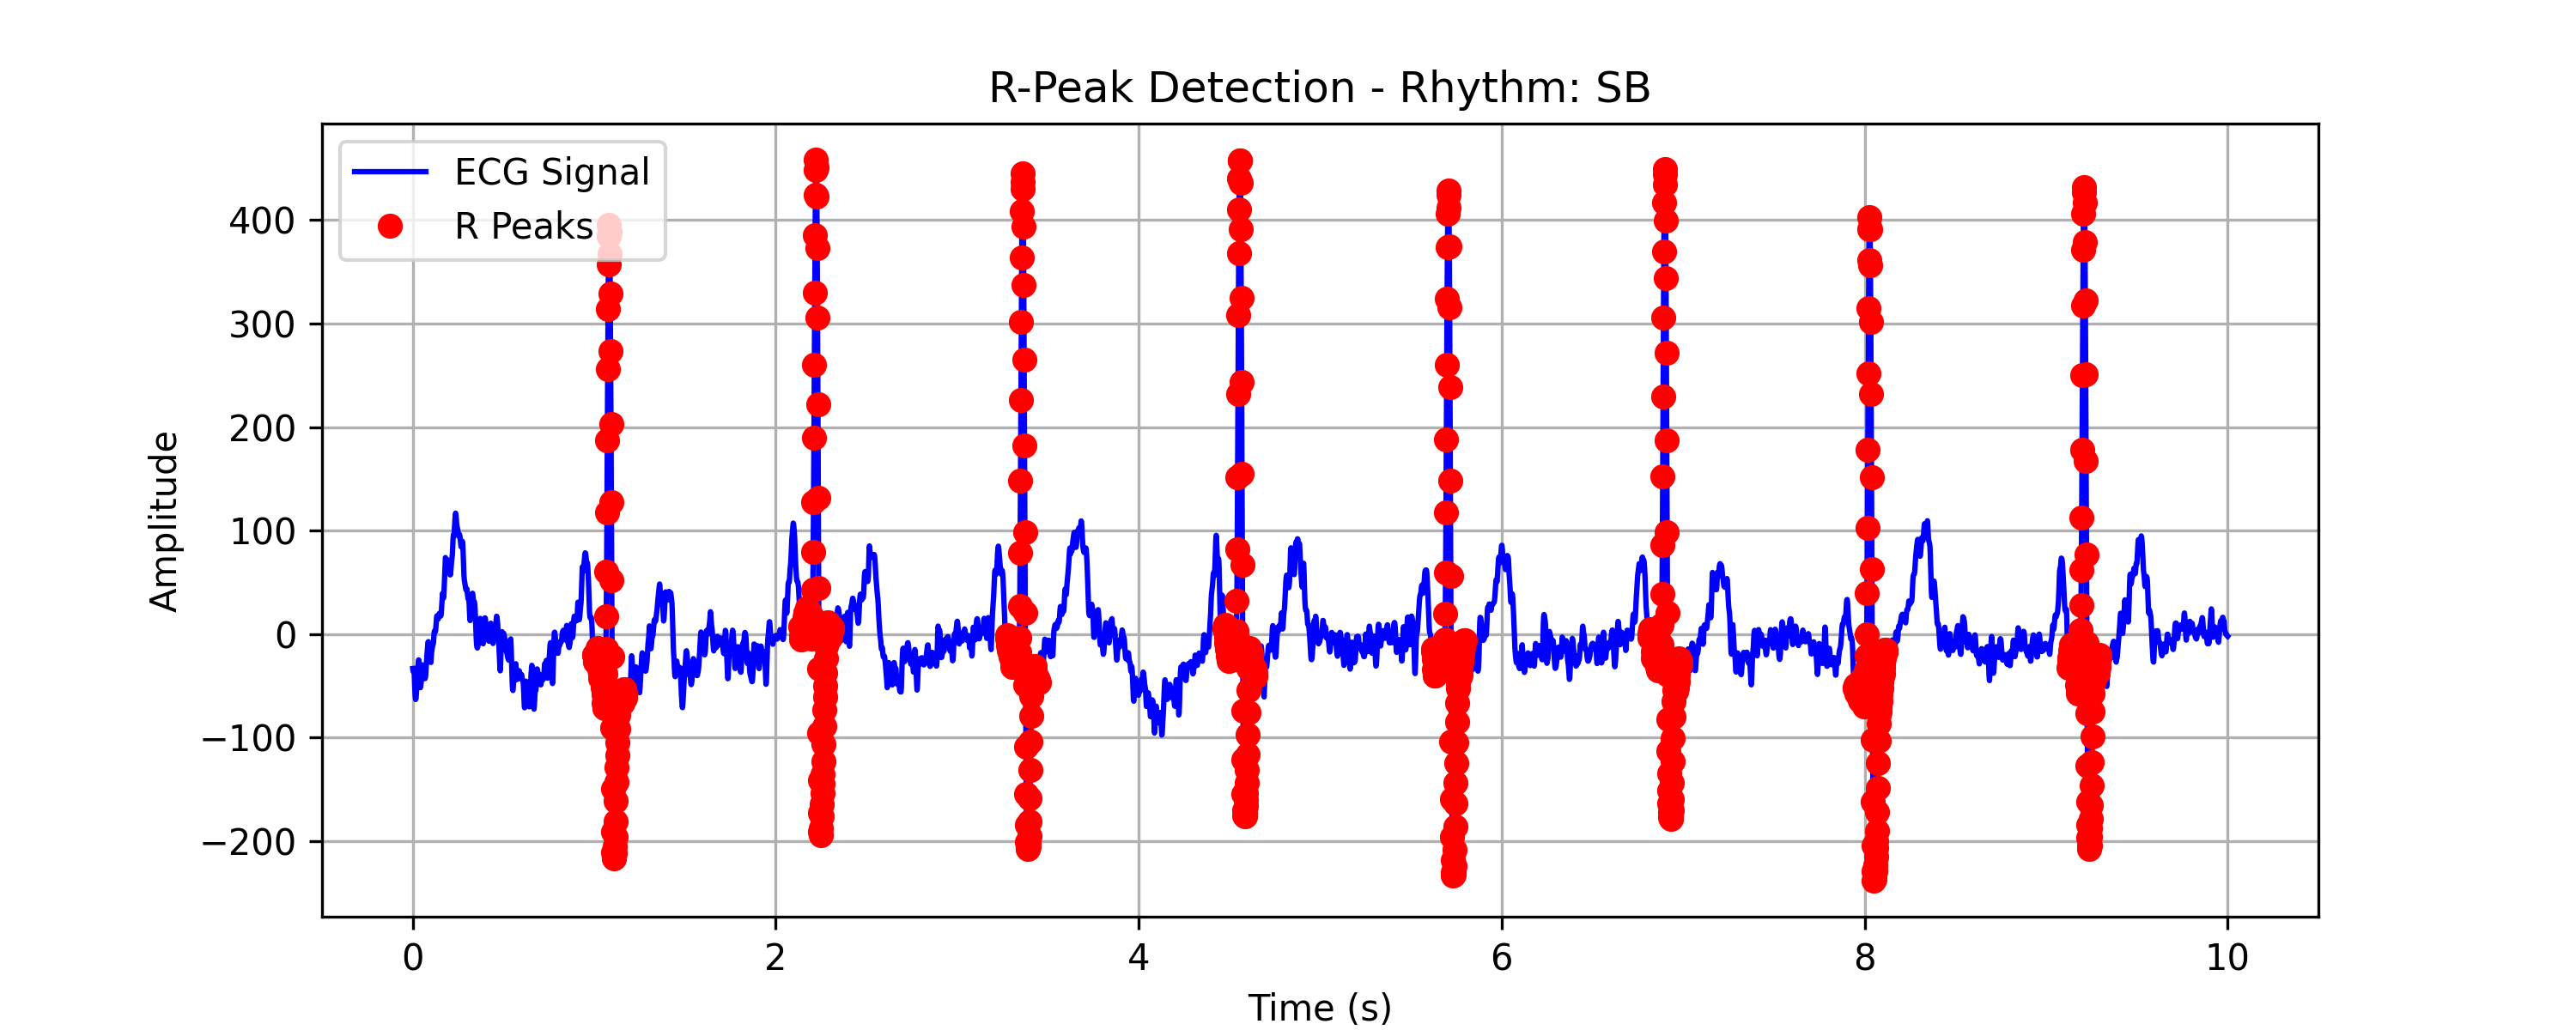 R-Peak Detection - Rhythm: SB
ECG Signal
R Peaks
400
300
200
100
0
−100
−200
Amplitude
0 2 4 6 8 10
Time (s)